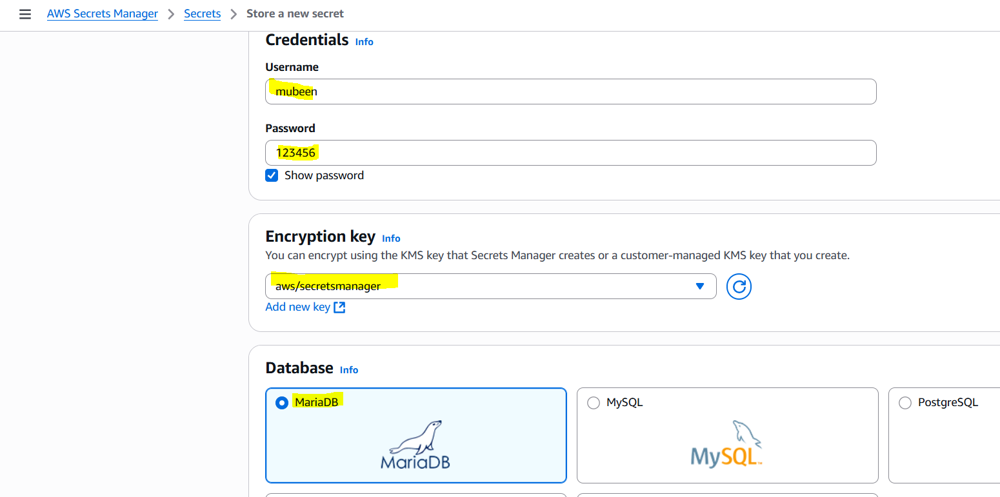 AWS Secrets Manager > Secrets > Store a new secret
Credentials Info
Username
mubeen
Password
123456
Show password
Encryption key Info
You can encrypt using the KMS key that Secrets Manager creates or a customer-managed KMS key that you create.
aws/secretsmanager
Add new key
Database Info
MariaDB
MySQL
PostgreSQL
MariaDB
MySQL™